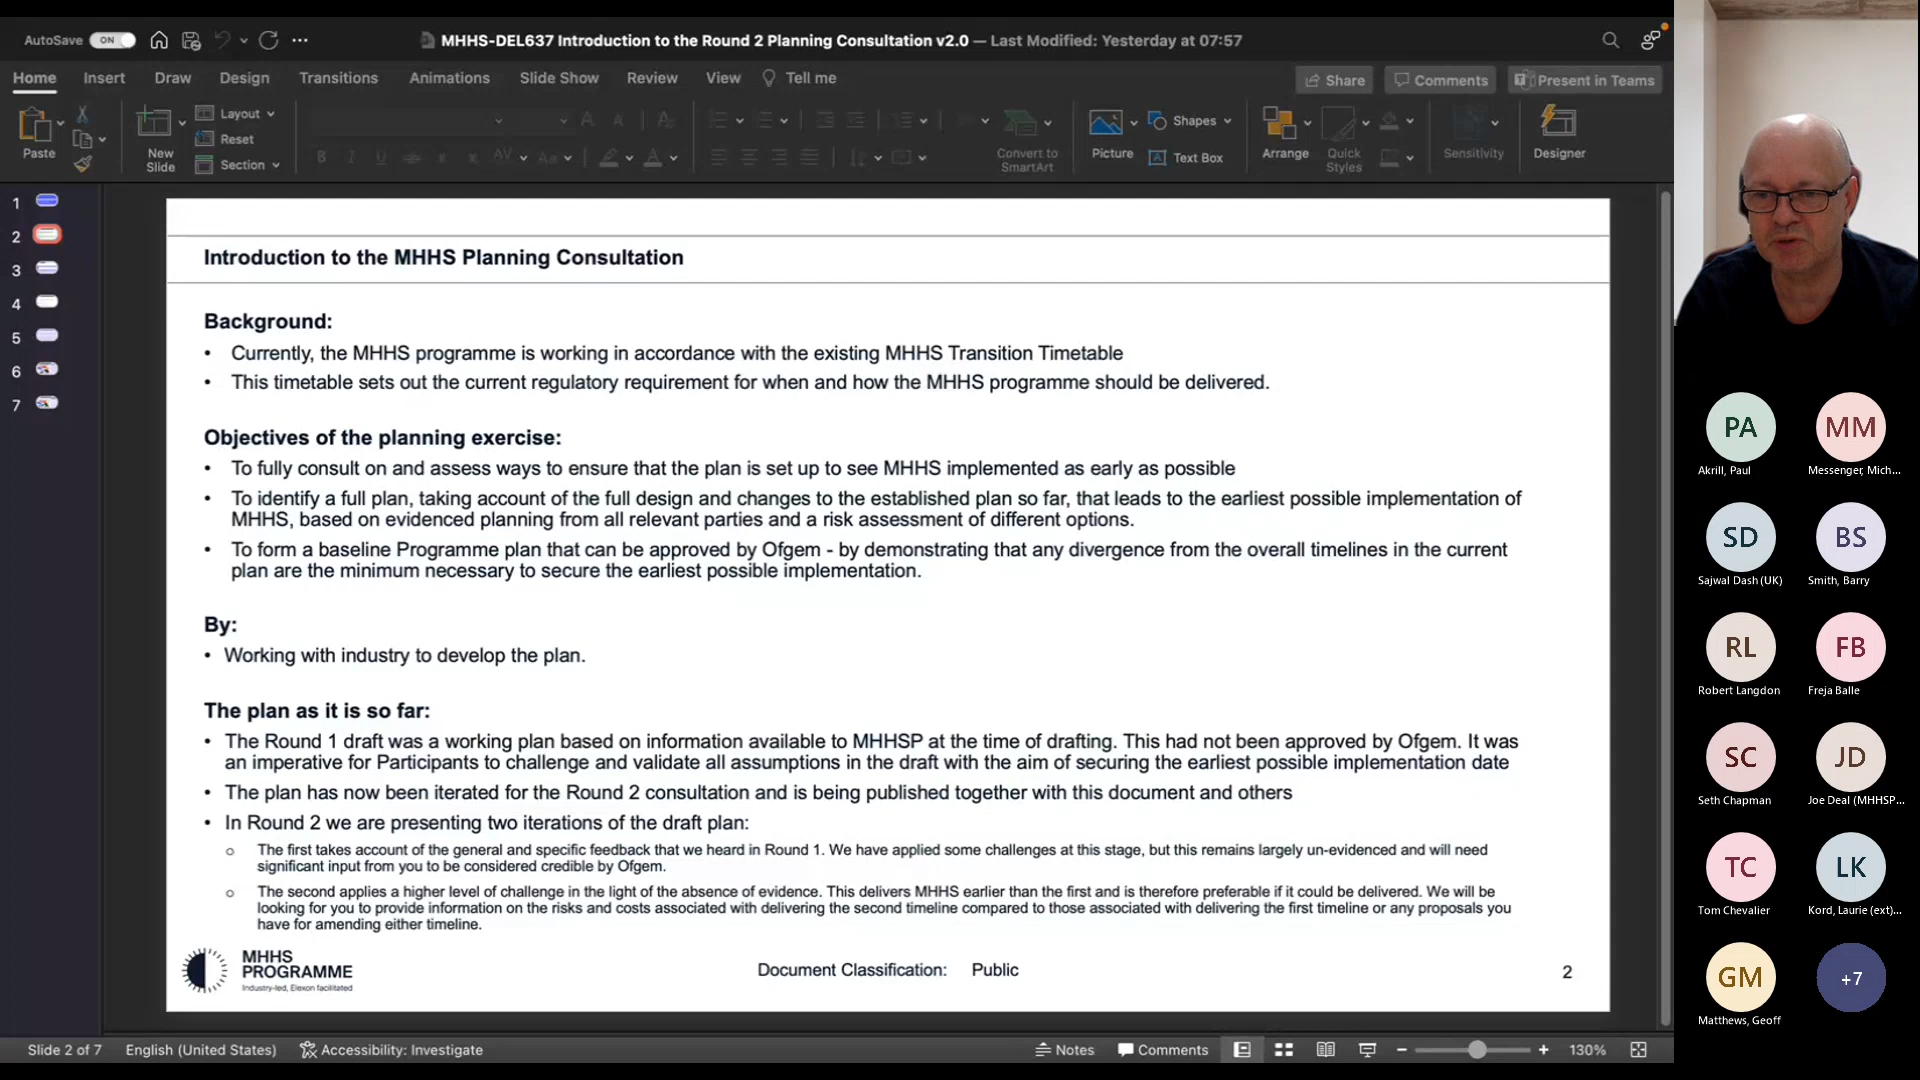 AutoSave ON
MHHS-DEL637 Introduction to the Round 2 Planning Consultation v2.0 — Last Modified: Yesterday at 07:57
Home Insert Draw Design Transitions Animations Slide Show Review View Tell me
Share Comments Present in Teams
Paste
New Slide
Layout
Reset
Section
Convert to SmartArt
Picture
Shapes
Text Box
Arrange
Quick Styles
Sensitivity
Designer
1
2
3
4
5
6
7
Introduction to the MHHS Planning Consultation
Background:
• Currently, the MHHS programme is working in accordance with the existing MHHS Transition Timetable
• This timetable sets out the current regulatory requirement for when and how the MHHS programme should be delivered.
Objectives of the planning exercise:
• To fully consult on and assess ways to ensure that the plan is set up to see MHHS implemented as early as possible
• To identify a full plan, taking account of the full design and changes to the established plan so far, that leads to the earliest possible implementation of
MHHS, based on evidenced planning from all relevant parties and a risk assessment of different options.
• To form a baseline Programme plan that can be approved by Ofgem - by demonstrating that any divergence from the overall timelines in the current
plan are the minimum necessary to secure the earliest possible implementation.
By:
• Working with industry to develop the plan.
The plan as it is so far:
• The Round 1 draft was a working plan based on information available to MHHSP at the time of drafting. This had not been approved by Ofgem. It was
an imperative for Participants to challenge and validate all assumptions in the draft with the aim of securing the earliest possible implementation date
• The plan has now been iterated for the Round 2 consultation and is being published together with this document and others
• In Round 2 we are presenting two iterations of the draft plan:
o The first takes account of the general and specific feedback that we heard in Round 1. We have applied some challenges at this stage, but this remains largely un-evidenced and will need
significant input from you to be considered credible by Ofgem.
o The second applies a higher level of challenge in the light of the absence of evidence. This delivers MHHS earlier than the first and is therefore preferable if it could be delivered. We will be
looking for you to provide information on the risks and costs associated with delivering the second timeline compared to those associated with delivering the first timeline or any proposals you
have for amending either timeline.
MHHS
PROGRAMME
Industry-led, Elexon facilitated
Document Classification: Public
2
Slide 2 of 7 English (United States) Accessibility: Investigate
Notes Comments 130%
PA MM
Akrill, Paul Messenger, Mich...
SD BS
Sajwal Dash (UK) Smith, Barry
RL FB
Robert Langdon Freja Balle
SC JD
Seth Chapman Joe Deal (MHHSP...
TC LK
Tom Chevalier Kord, Laurie (ext)...
GM +7
Matthews, Geoff